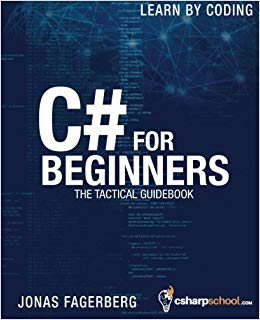 LEARN BY CODING
C# FOR
BEGINNERS
THE TACTICAL GUIDEBOOK
JONAS FAGERBERG
csharpschool.com